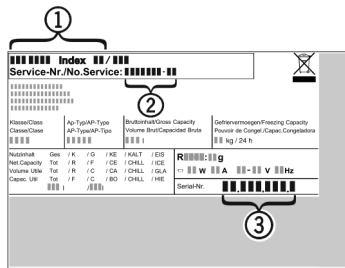 1
Index /
Service-Nr./No.Service: -
2
Klasse/Class
Classe/Clase
Ap-Typ/AP-Type
AP-Type/AP-Tipo
Bruttoinhalt/Gross Capacity
Volume Brut/Capacidad Bruta
l
Gefriervermoegen/Freezing Capacity
Pouvoir de Congel./Capac.Congeladora
kg / 24 h
Nutzinhalt Ges / K / G / KE / KALT / EIS
Net.Capacity Tot / R / F / CE / CHILL / ICE
Volume Utile Tot / R / C / CA / CHILL / GLA
Capac. Util Tot / F / C / BO / CHILL / HIE
l / l
R : g
W A - V Hz
Serial-Nr. . . .
3